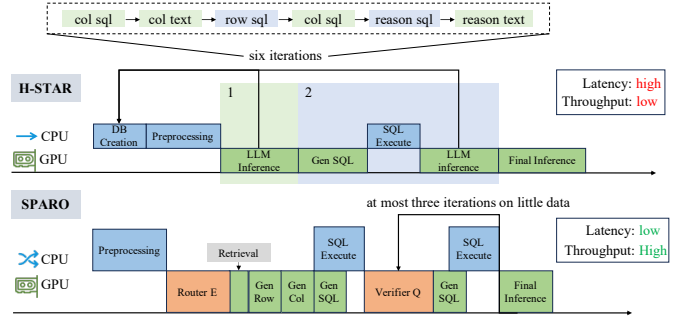 col sql col text row sql col sql reason sql reason text
six iterations
H-STAR
1 2
Latency: high
Throughput: low
CPU
GPU
DB
Creation
Preprocessing
SQL
Execute
LLM
Inference
Gen SQL
LLM
inference
Final Inference
SPARO
at most three iterations on little data
Latency: low
Throughput: High
CPU
GPU
Preprocessing
Retrieval
SQL
Execute
SQL
Execute
Router E
Gen
Row
Gen
Col
Gen
SQL
Verifier Q
Gen
SQL
Final
Inference